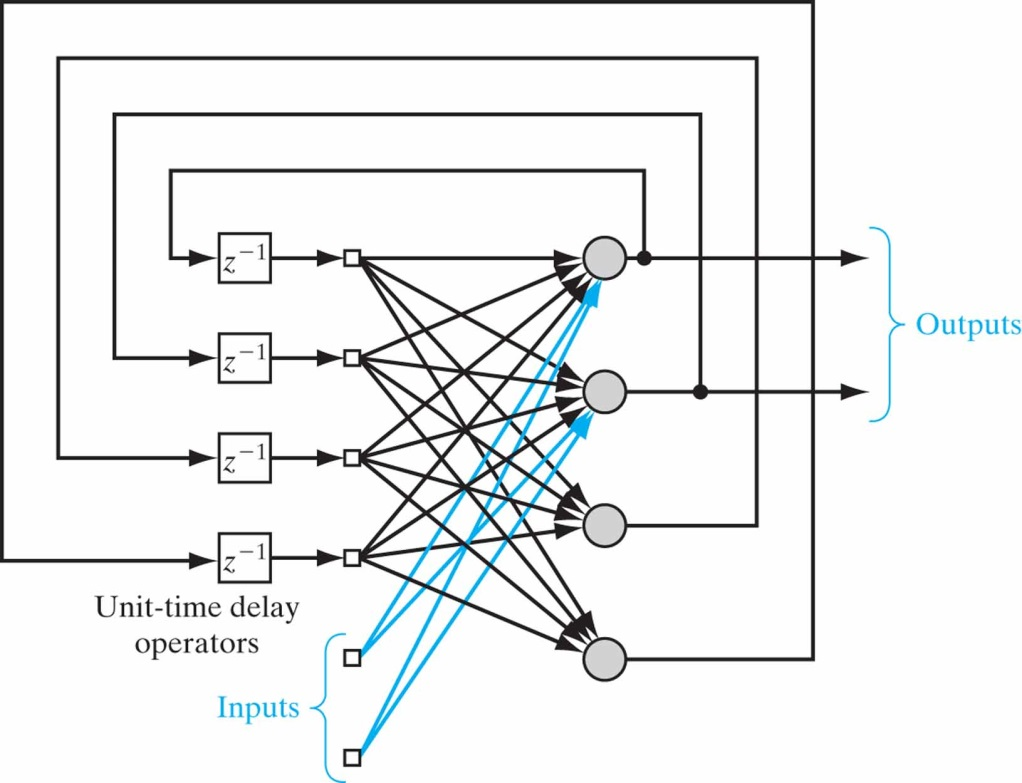 z⁻¹
z⁻¹
Outputs
z⁻¹
z⁻¹
Unit-time delay
operators
Inputs